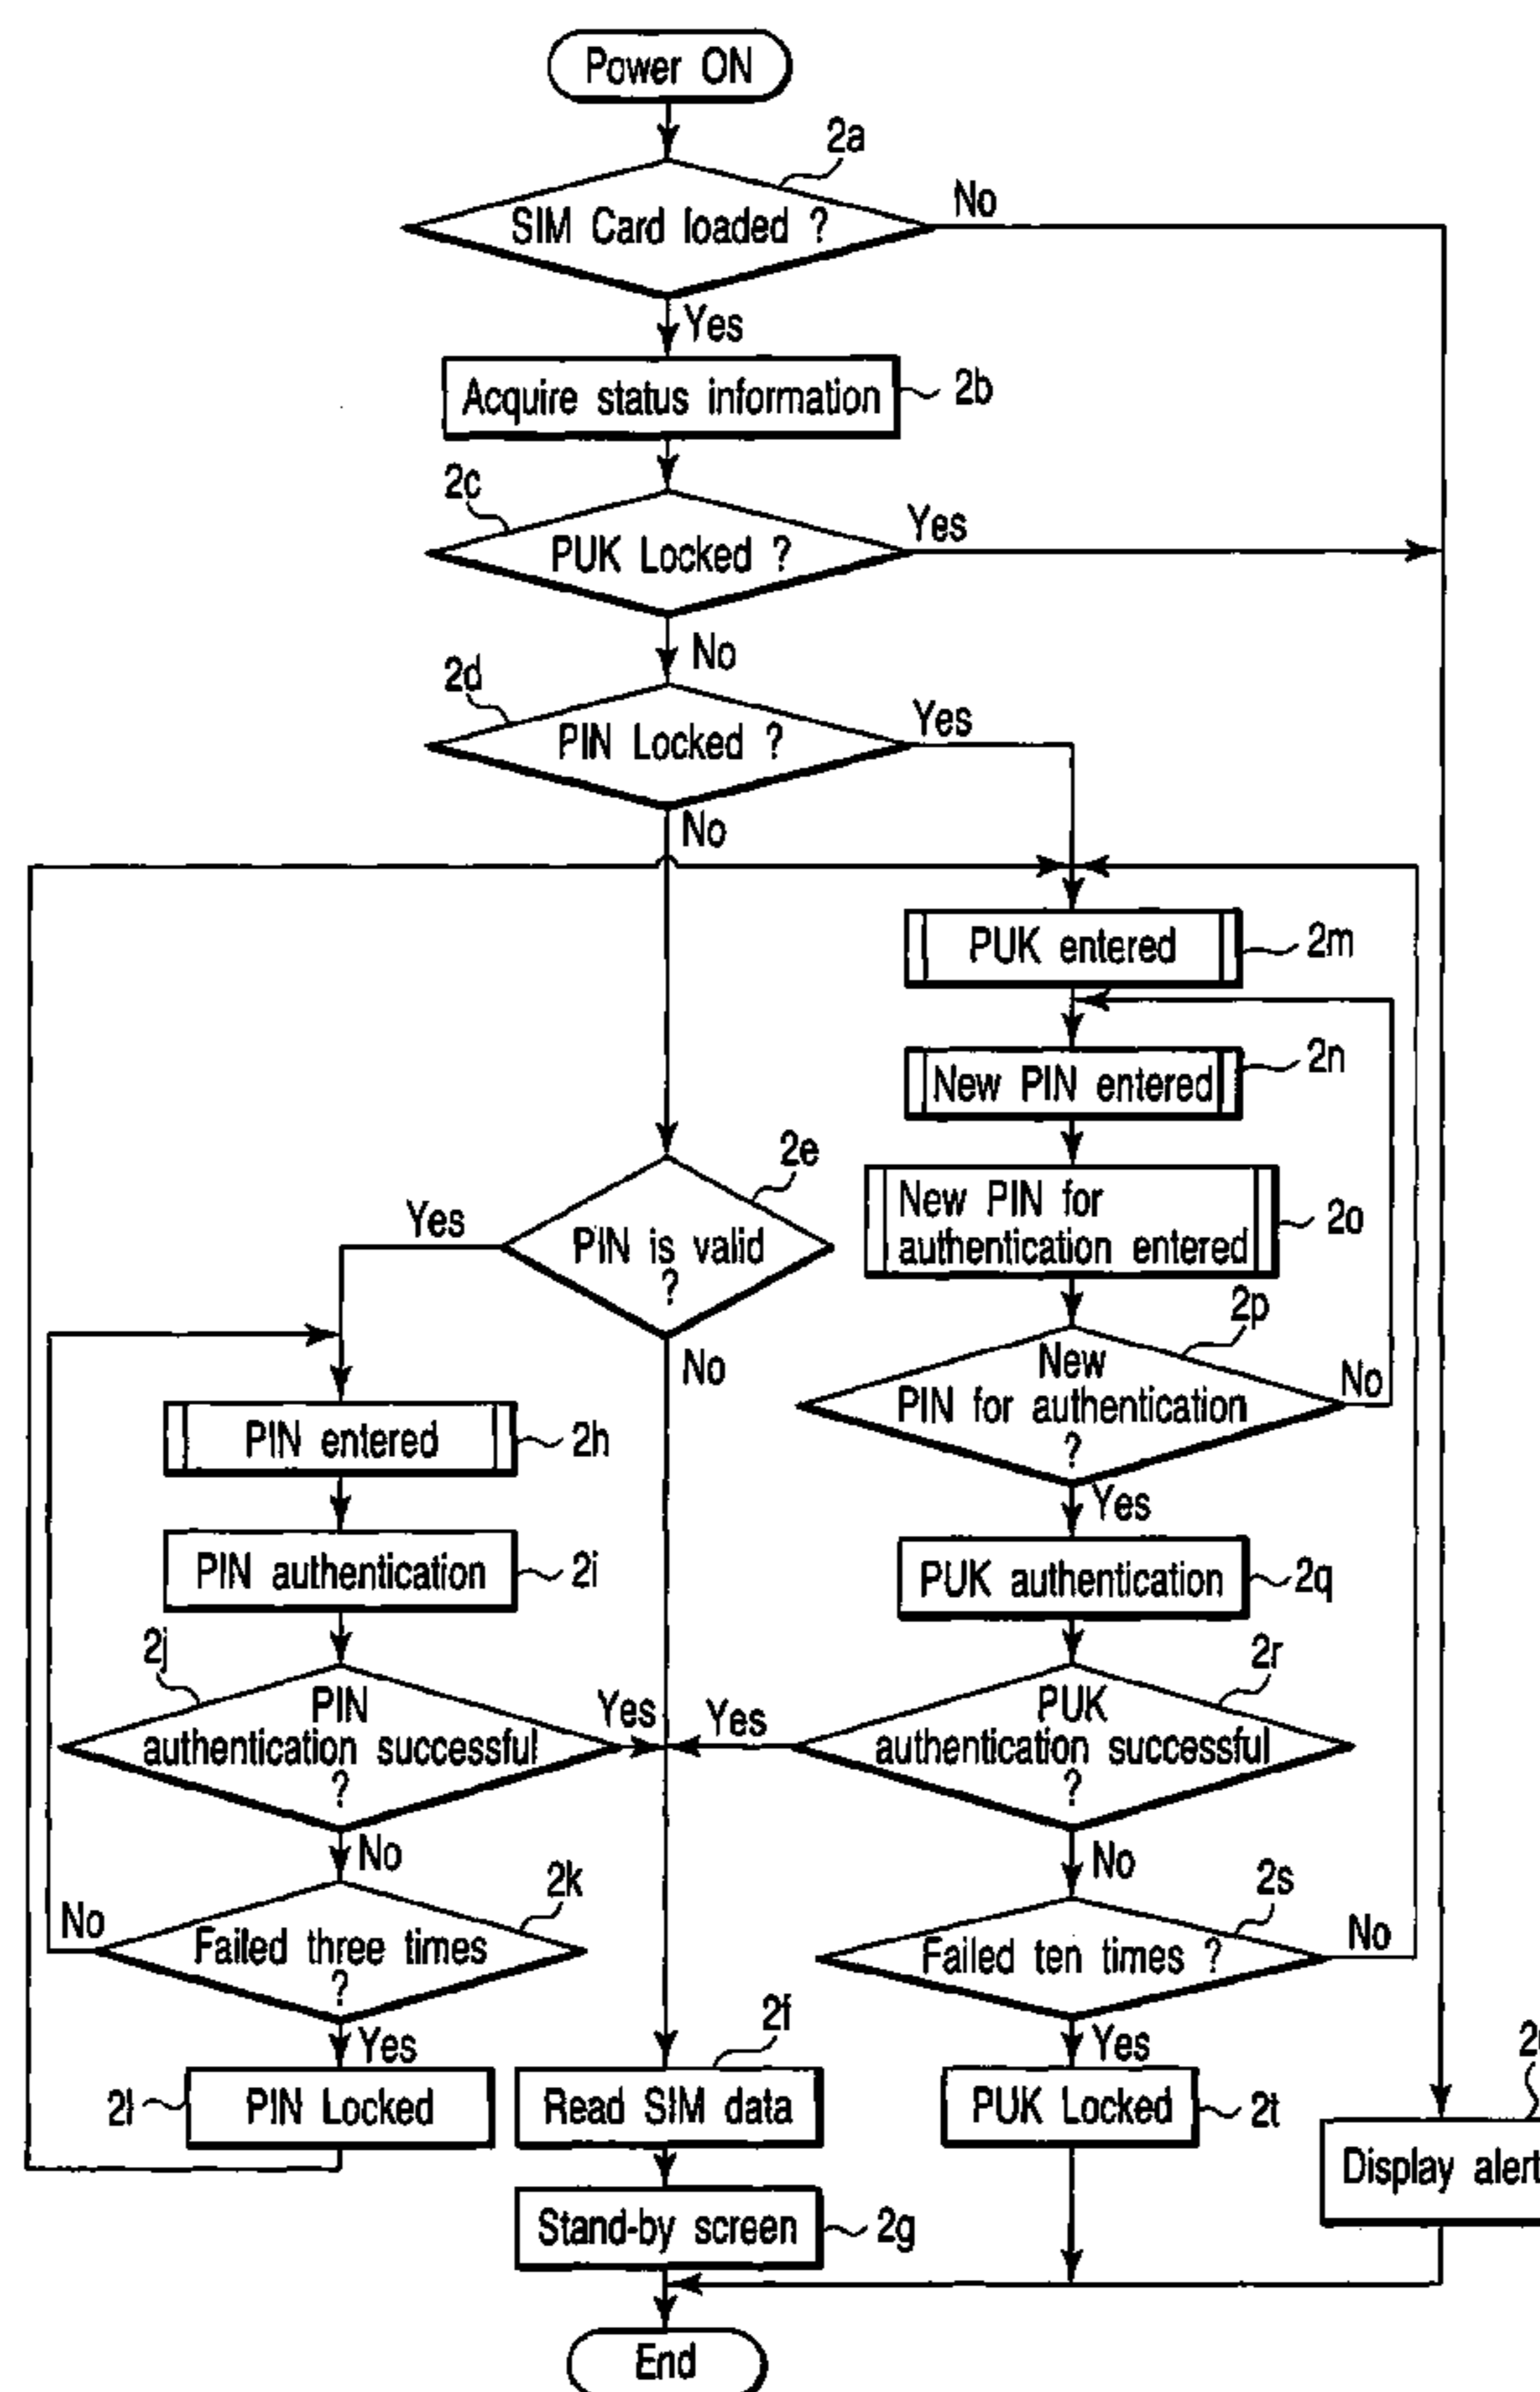 Power ON
2a
SIM Card loaded ?
No
Yes
Acquire status information
2b
2c
PUK Locked ?
Yes
No
2d
PIN Locked ?
Yes
No
PUK entered
2m
New PIN entered
2n
2e
PIN is valid
?
Yes
No
New PIN for
authentication entered
2o
2p
New
PIN for authentication
?
No
Yes
PIN entered
2h
PIN authentication
2i
PUK authentication
2q
2j
PIN
authentication successful
?
Yes
No
2r
PUK
authentication successful
?
Yes
No
2k
Failed three times
?
No
Yes
2s
Failed ten times ?
No
Yes
2l
PIN Locked
2f
Read SIM data
PUK Locked
2t
Display alert
Stand-by screen
2g
End